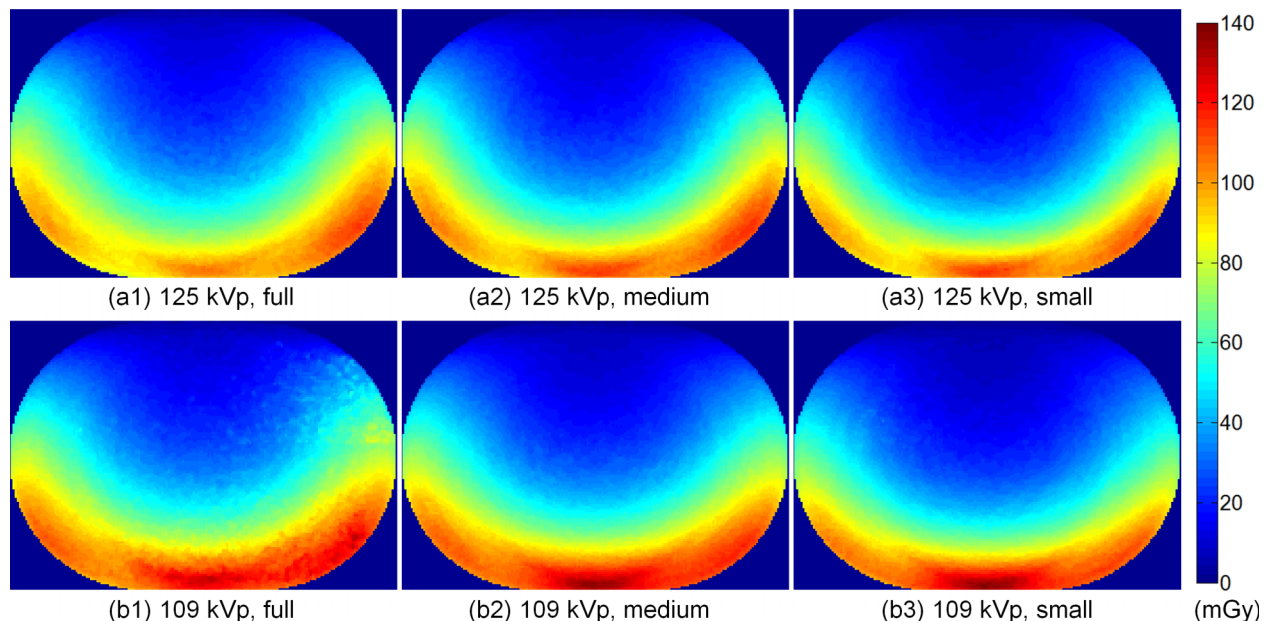 (a1) 125 kVp, full
(a2) 125 kVp, medium
(a3) 125 kVp, small
(b1) 109 kVp, full
(b2) 109 kVp, medium
(b3) 109 kVp, small
140
120
100
80
60
40
20
0
(mGy)